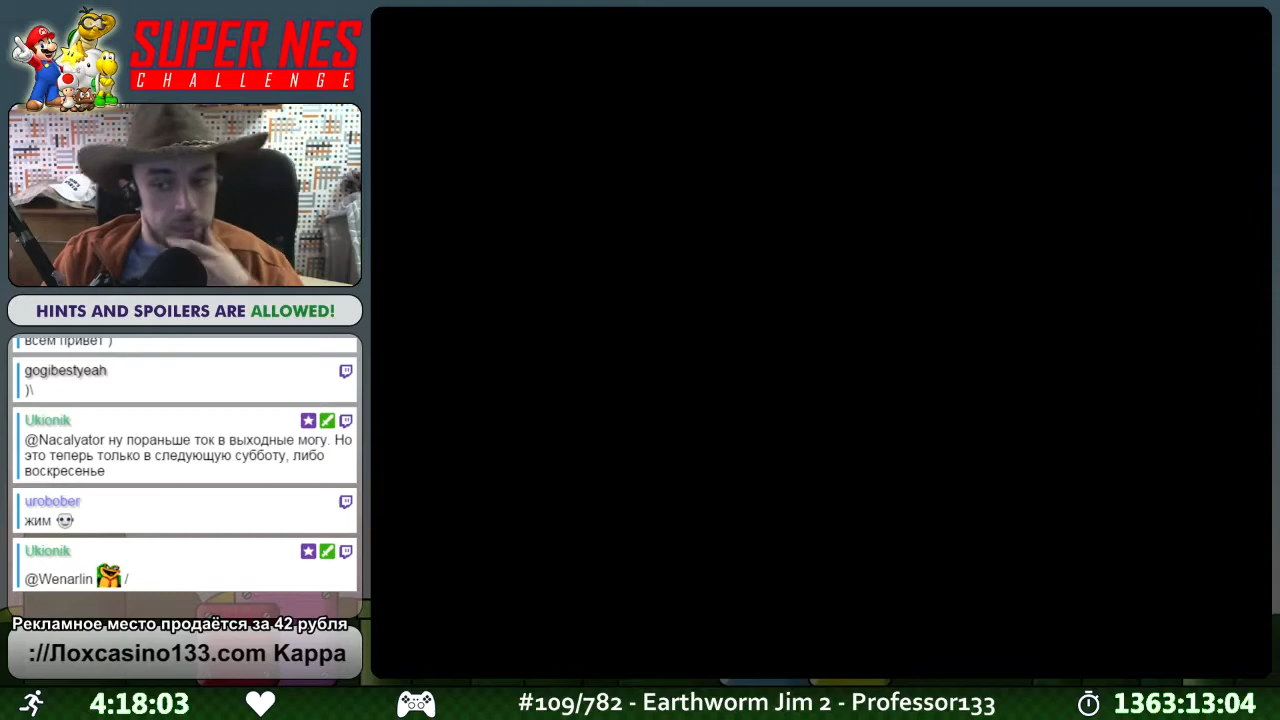 SUPER NES
CHALLENGE
HINTS AND SPOILERS ARE ALLOWED!
всем привет )
gogibestyeah
)\
Ukionik
@Nacalyator ну пораньше ток в выходные могу. Но
это теперь только в следующую субботу, либо
воскресенье
urobober
жим
Ukionik
@Wenarlin /
Рекламное место продаётся за 42 рубля
://Лохcasino133.com Kappa
4:18:03
#109/782 - Earthworm Jim 2 - Professor133
1363:13:04